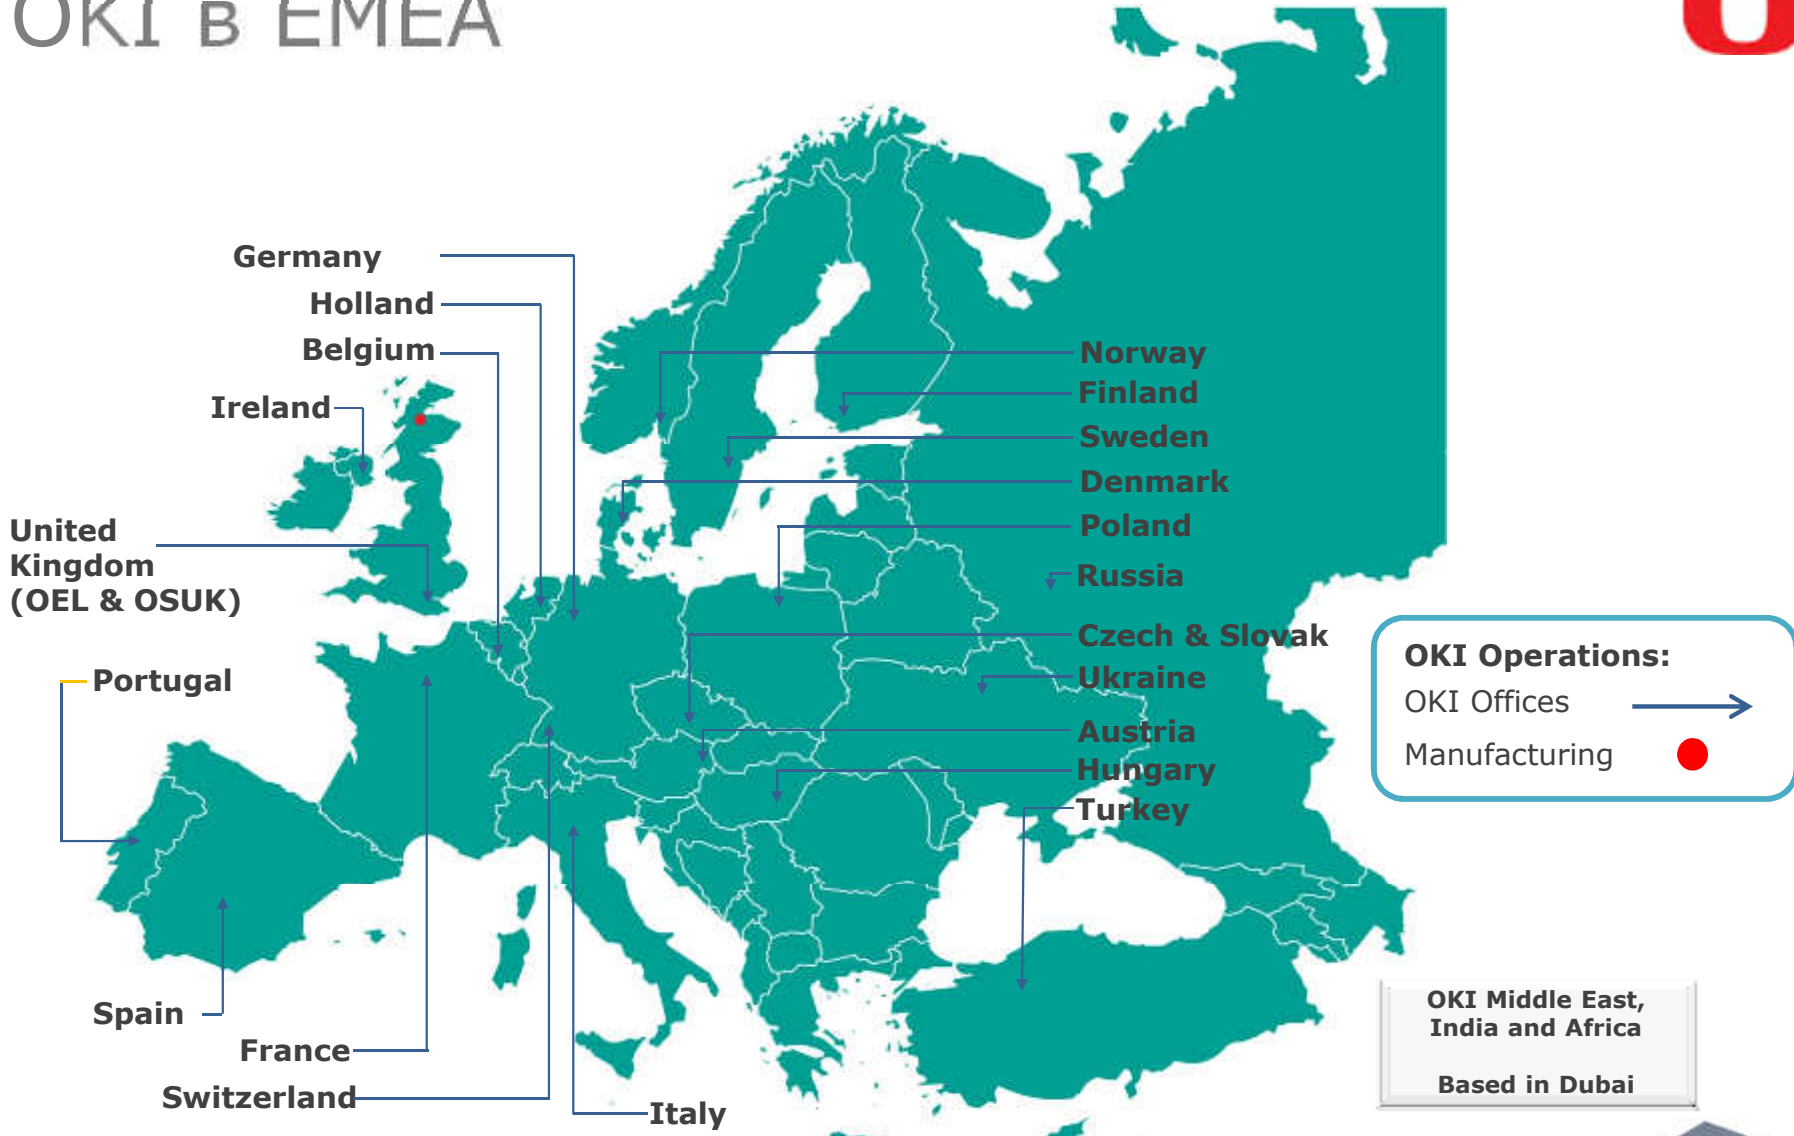 OKI в EMEA
Germany
Holland
Belgium
Ireland
United
Kingdom
(OEL & OSUK)
Portugal
Spain
France
Switzerland
Italy
Norway
Finland
Sweden
Denmark
Poland
Russia
Czech & Slovak
Ukraine
Austria
Hungary
Turkey
OKI Operations:
OKI Offices
Manufacturing
OKI Middle East,
India and Africa
Based in Dubai